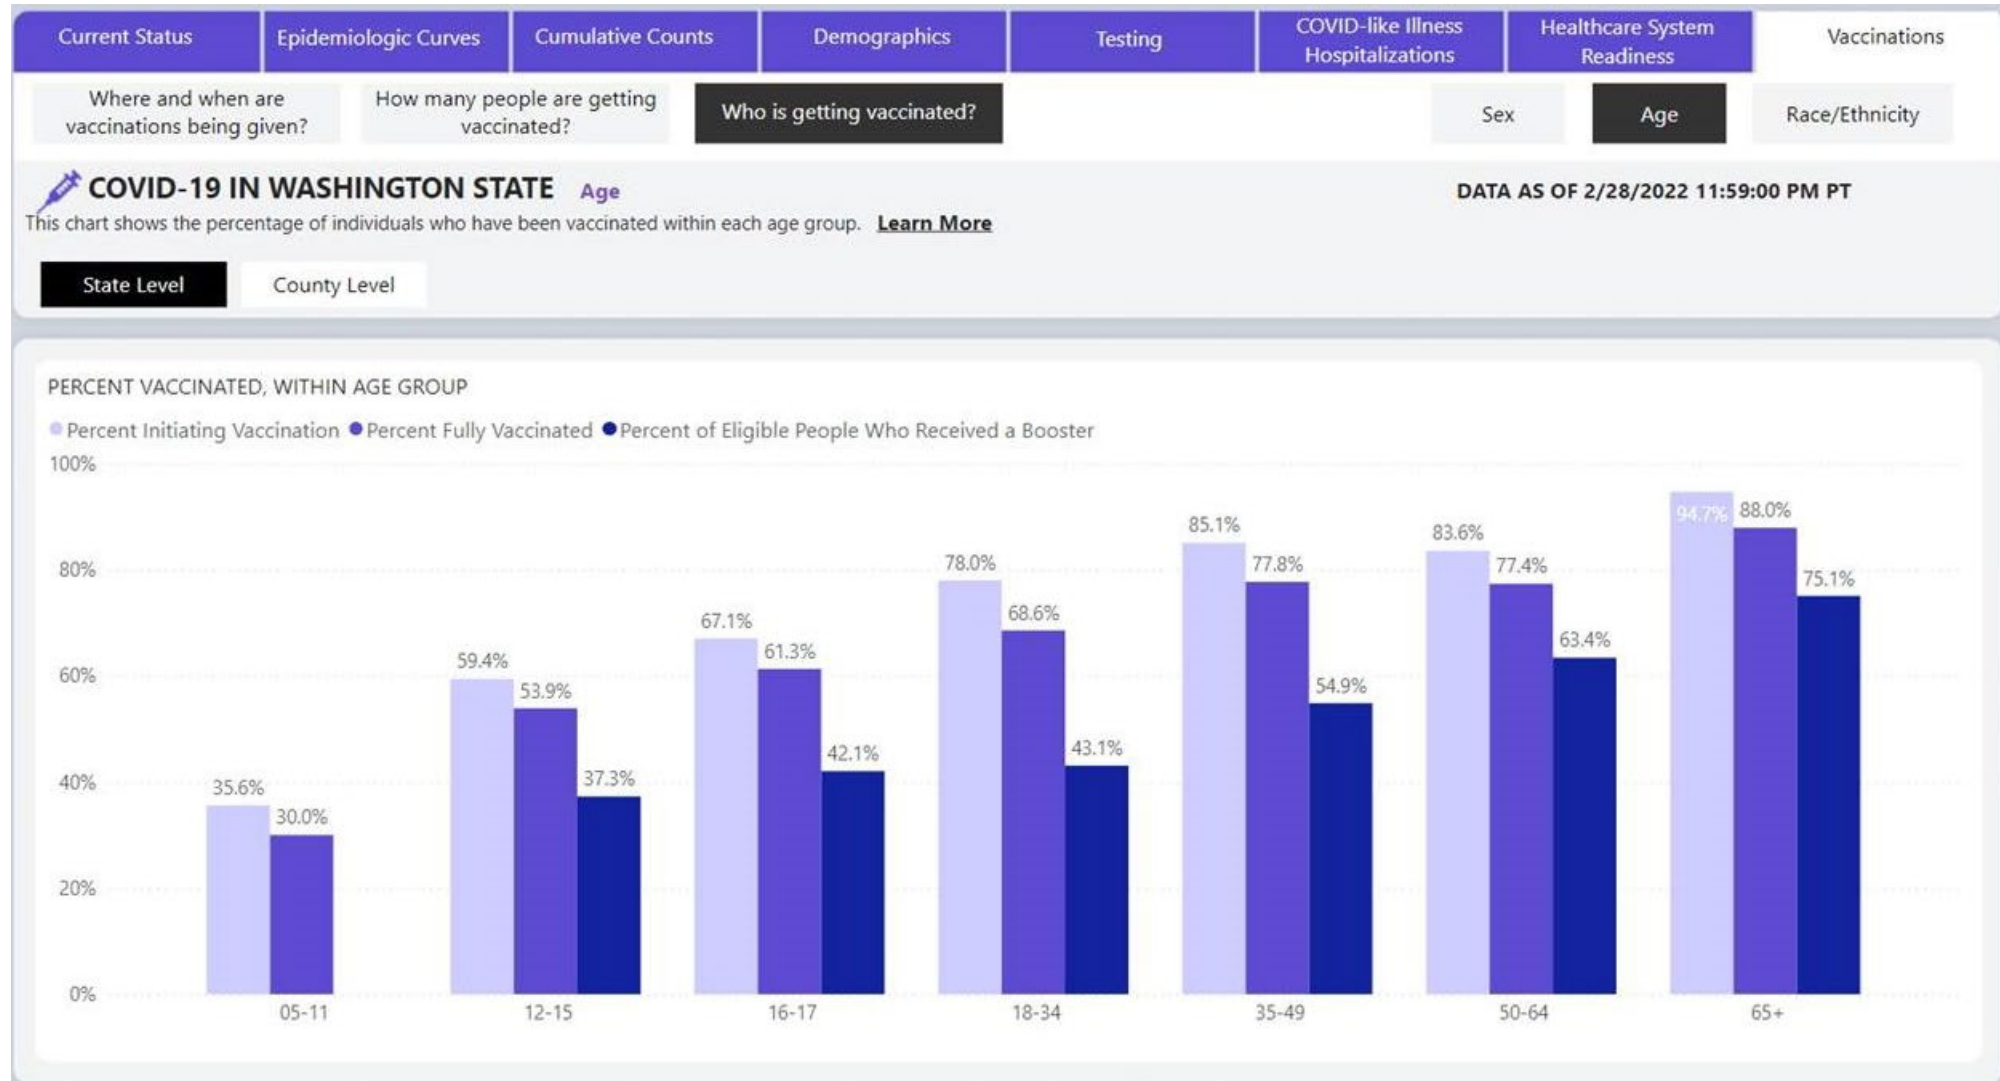 Current Status
Epidemiologic Curves
Cumulative Counts
Demographics
Testing
COVID-like Illness
Hospitalizations
Healthcare System
Readiness
Vaccinations
Where and when are
vaccinations being given?
How many people are getting
vaccinated?
Who is getting vaccinated?
Sex
Age
Race/Ethnicity
COVID-19 IN WASHINGTON STATE Age
DATA AS OF 2/28/2022 11:59:00 PM PT
This chart shows the percentage of individuals who have been vaccinated within each age group. Learn More
State Level
County Level
PERCENT VACCINATED, WITHIN AGE GROUP
Percent Initiating Vaccination Percent Fully Vaccinated Percent of Eligible People Who Received a Booster
100%
80%
60%
40%
20%
0%
35.6%
30.0%
59.4%
53.9%
37.3%
67.1%
61.3%
42.1%
78.0%
68.6%
43.1%
85.1%
77.8%
54.9%
83.6%
77.4%
63.4%
94.7%
88.0%
75.1%
05-11
12-15
16-17
18-34
35-49
50-64
65+